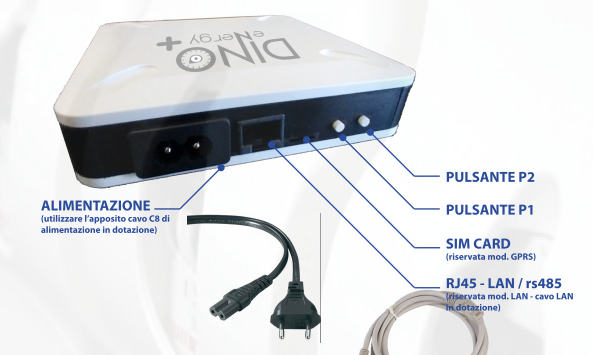 DINO
eNergy +
PULSANTE P2
ALIMENTAZIONE
(utilizzare l'apposito cavo C8 di
alimentazione in dotazione)
PULSANTE P1
SIM CARD
(riservata mod. GPRS)
RJ45 - LAN / rs485
(riservata mod. LAN - cavo LAN
in dotazione)